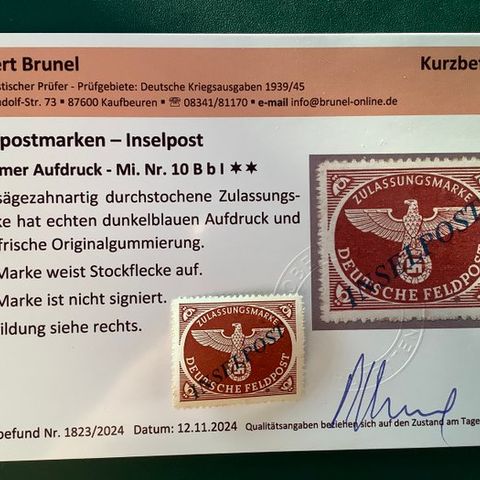 ert Brunel Kurzbe
tischer Prüfer - Prüfgebiete: Deutsche Kriegsausgaben 1939/45
dolf-Str. 73 ▪ 87600 Kaufbeuren ▪ ☏ 08341/81170 ▪ e-mail info@brunel-online.de
postmarken – Inselpost
mer Aufdruck - Mi. Nr. 10 B b I ✶✶
sägezahnartig durchstochene Zulassungs-
ke hat echten dunkelblauen Aufdruck und
frische Originalgummierung.
Marke weist Stockflecke auf.
Marke ist nicht signiert.
ildung siehe rechts.
ZULASSUNGSMARKE
INSELPOST
DEUTSCHE FELDPOST
ZULASSUNGSMARKE
INSELPOST
DEUTSCHE FELDPOST
efund Nr. 1823/2024 Datum: 12.11.2024 Qualitätsangaben beziehen sich auf den Zustand am Tage